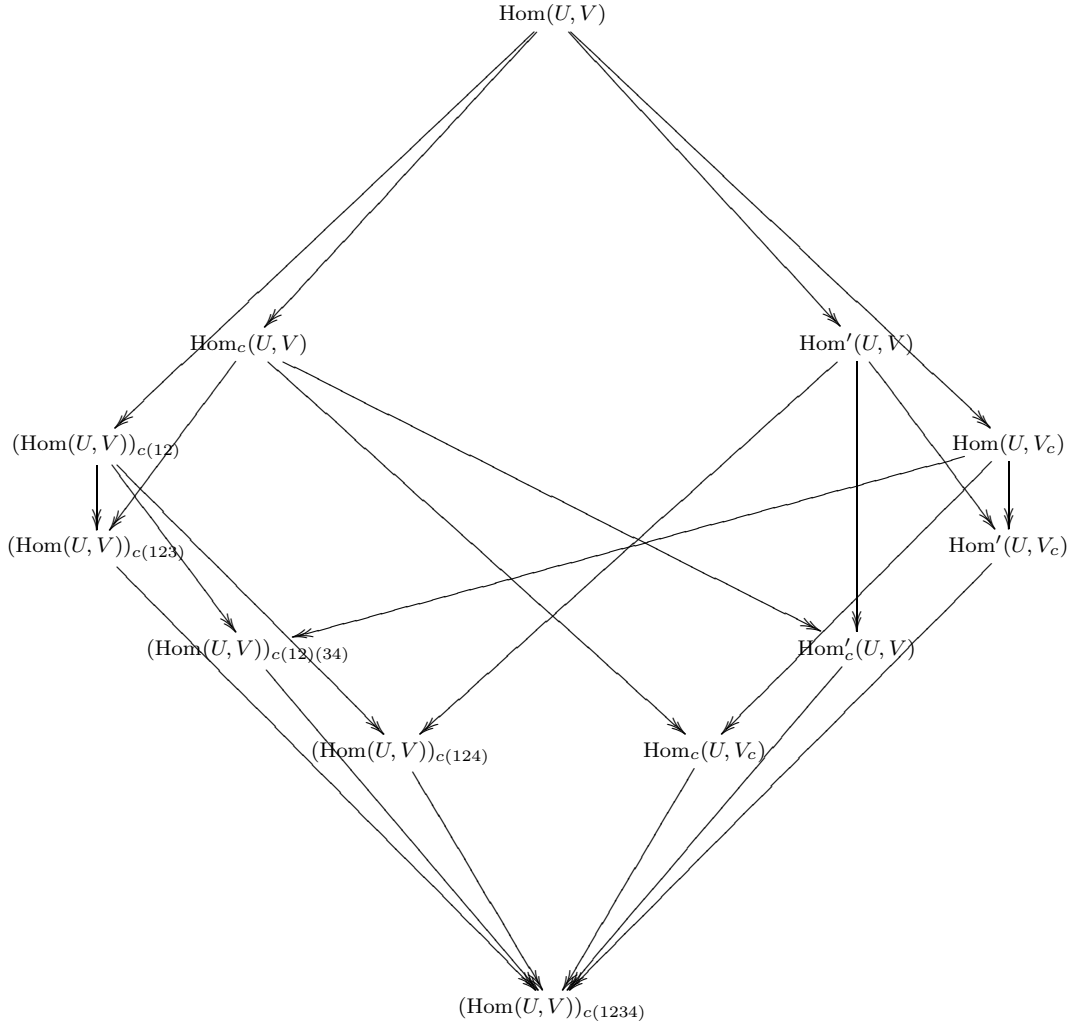 Hom(U, V)
Hom_c(U, V)
Hom′(U, V)
(Hom(U, V))_{c(12)}
Hom(U, V_c)
(Hom(U, V))_{c(123)}
Hom′(U, V_c)
(Hom(U, V))_{c(12)(34)}
Hom′_c(U, V)
(Hom(U, V))_{c(124)}
Hom_c(U, V_c)
(Hom(U, V))_{c(1234)}